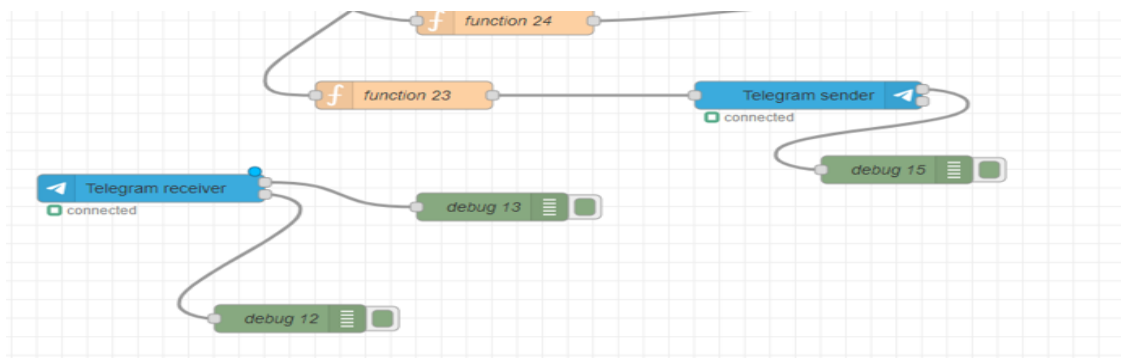 function 24
function 23
Telegram sender
connected
debug 15
Telegram receiver
connected
debug 13
debug 12